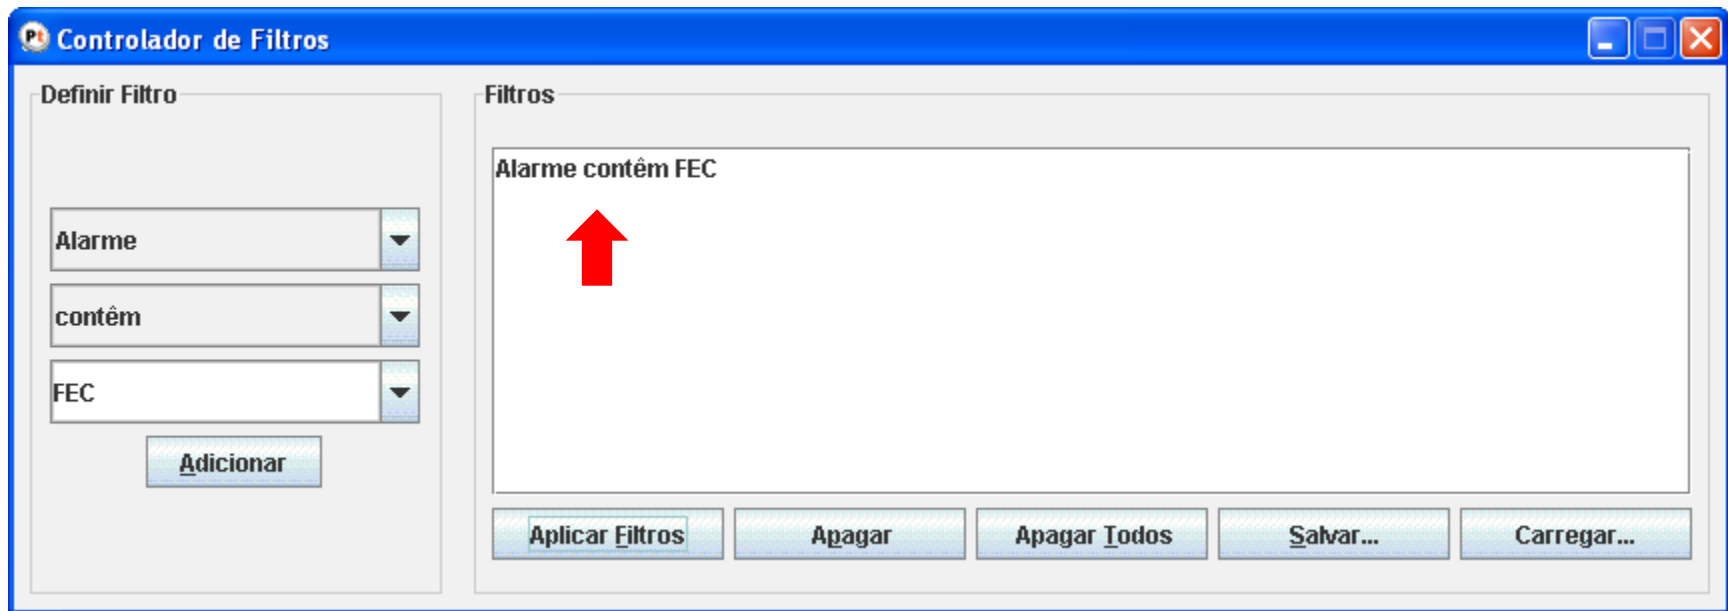 Pt Controlador de Filtros
Definir Filtro
Alarme
contêm
FEC
Adicionar
Filtros
Alarme contêm FEC
Aplicar Filtros
Apagar
Apagar Todos
Salvar...
Carregar...